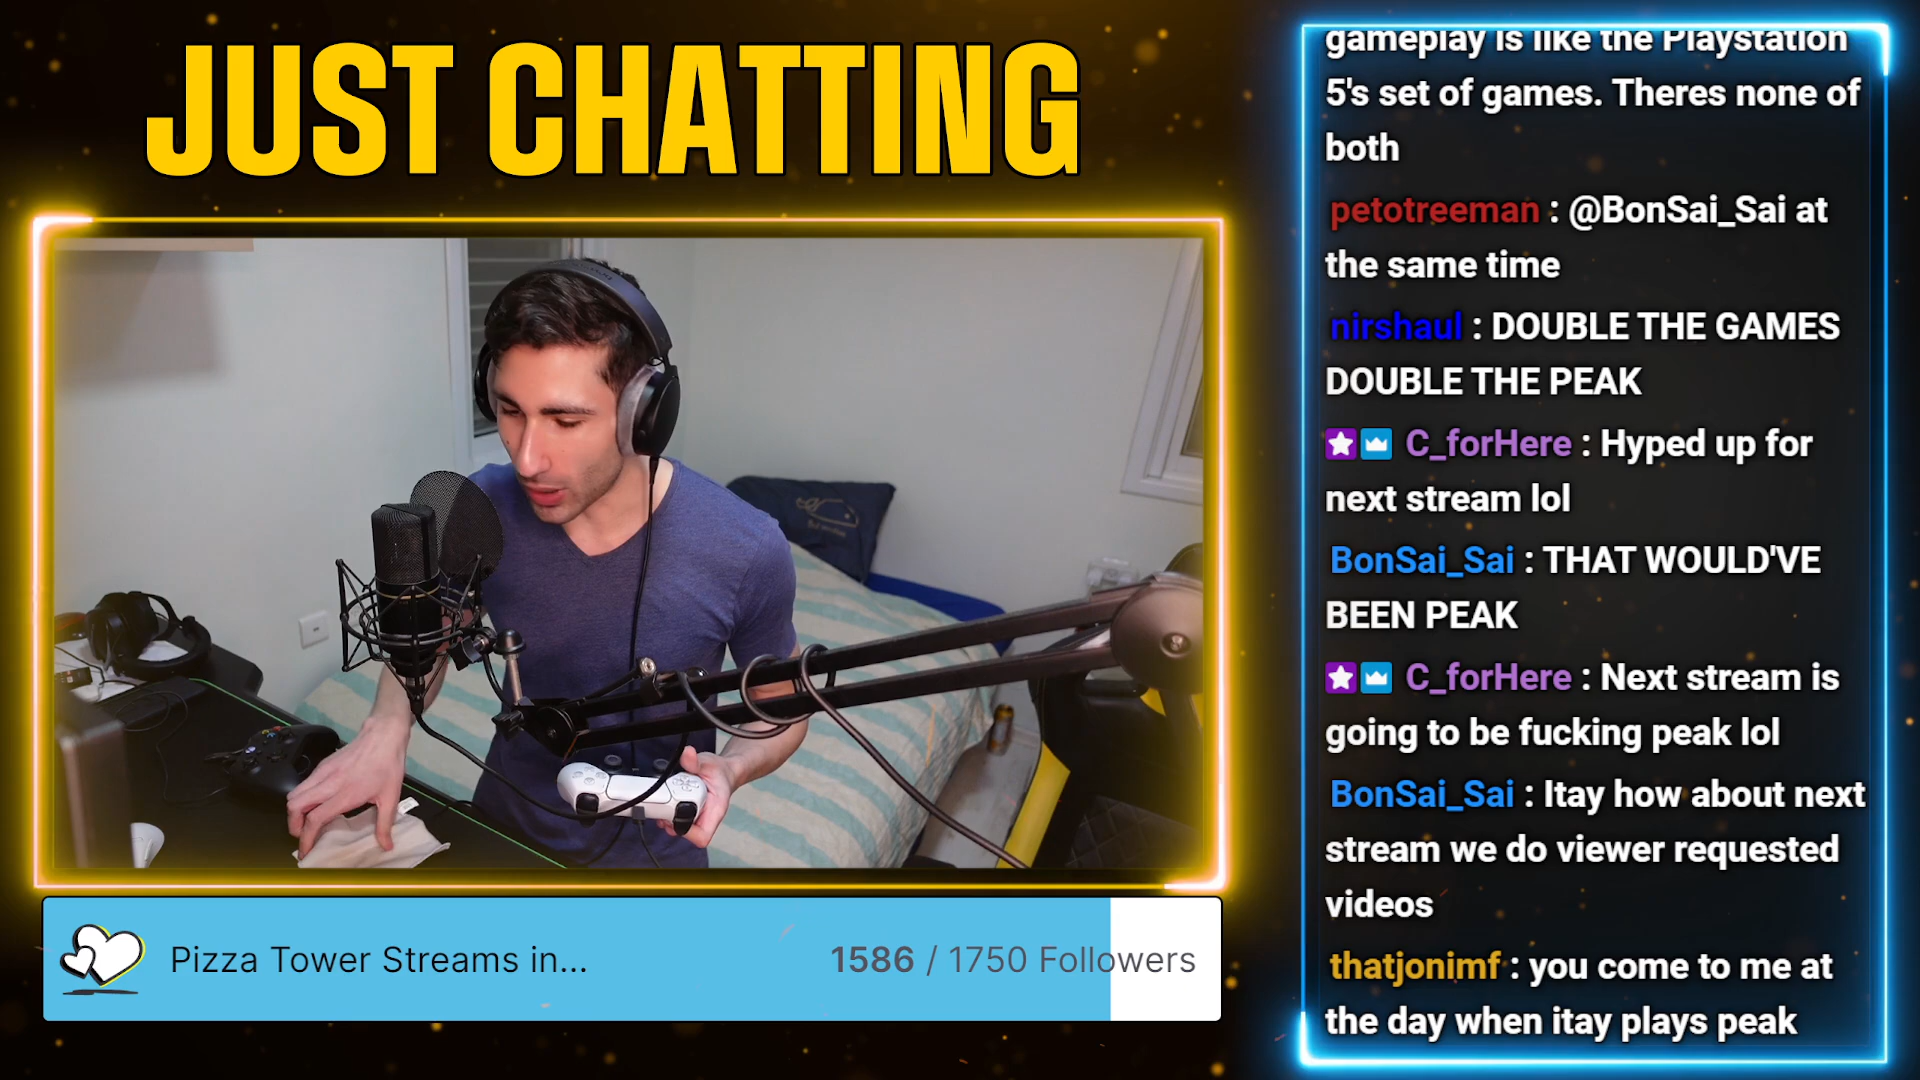 JUST CHATTING
Pizza Tower Streams in...
1586 / 1750 Followers
gameplay is like the Playstation
5's set of games. Theres none of
both
petotreeman : @BonSai_Sai at
the same time
nirshaul : DOUBLE THE GAMES
DOUBLE THE PEAK
C_forHere : Hyped up for
next stream lol
BonSai_Sai : THAT WOULD'VE
BEEN PEAK
C_forHere : Next stream is
going to be fucking peak lol
BonSai_Sai : Itay how about next
stream we do viewer requested
videos
thatjonimf : you come to me at
the day when itay plays peak